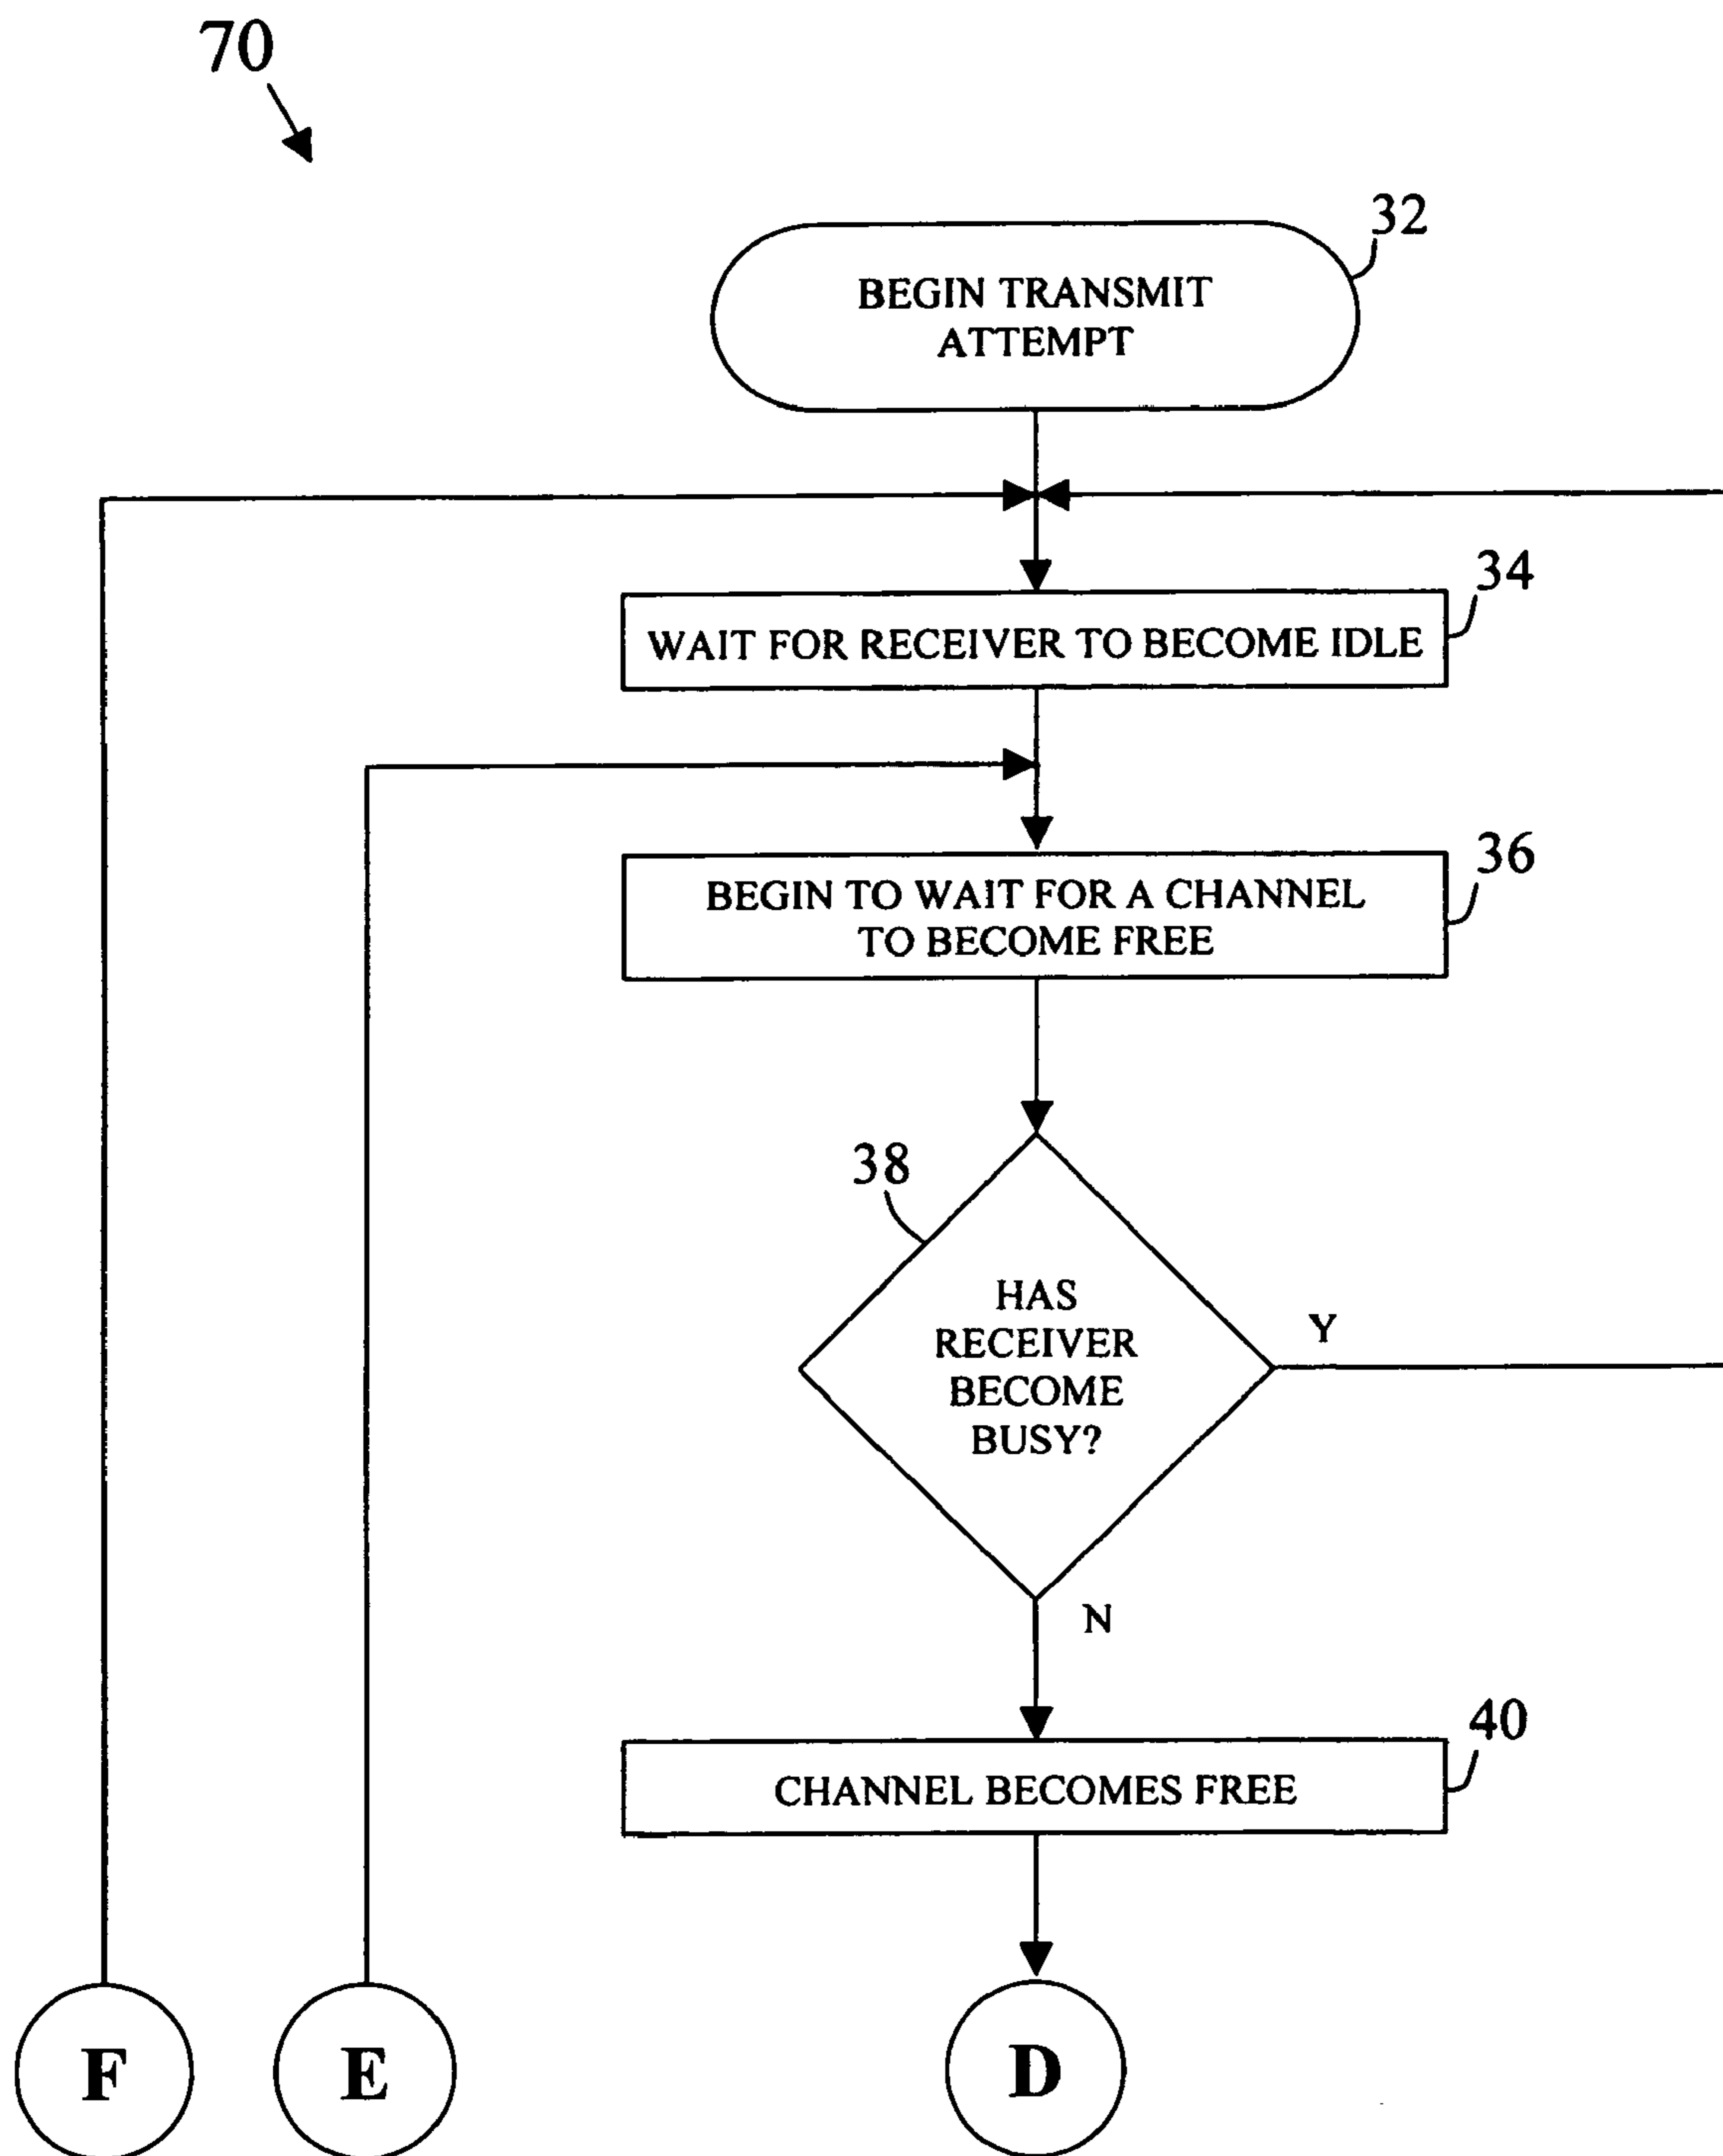 70
32
BEGIN TRANSMIT
ATTEMPT
34
WAIT FOR RECEIVER TO BECOME IDLE
36
BEGIN TO WAIT FOR A CHANNEL
TO BECOME FREE
38
HAS
RECEIVER
BECOME
BUSY?
Y
N
40
CHANNEL BECOMES FREE
F
E
D